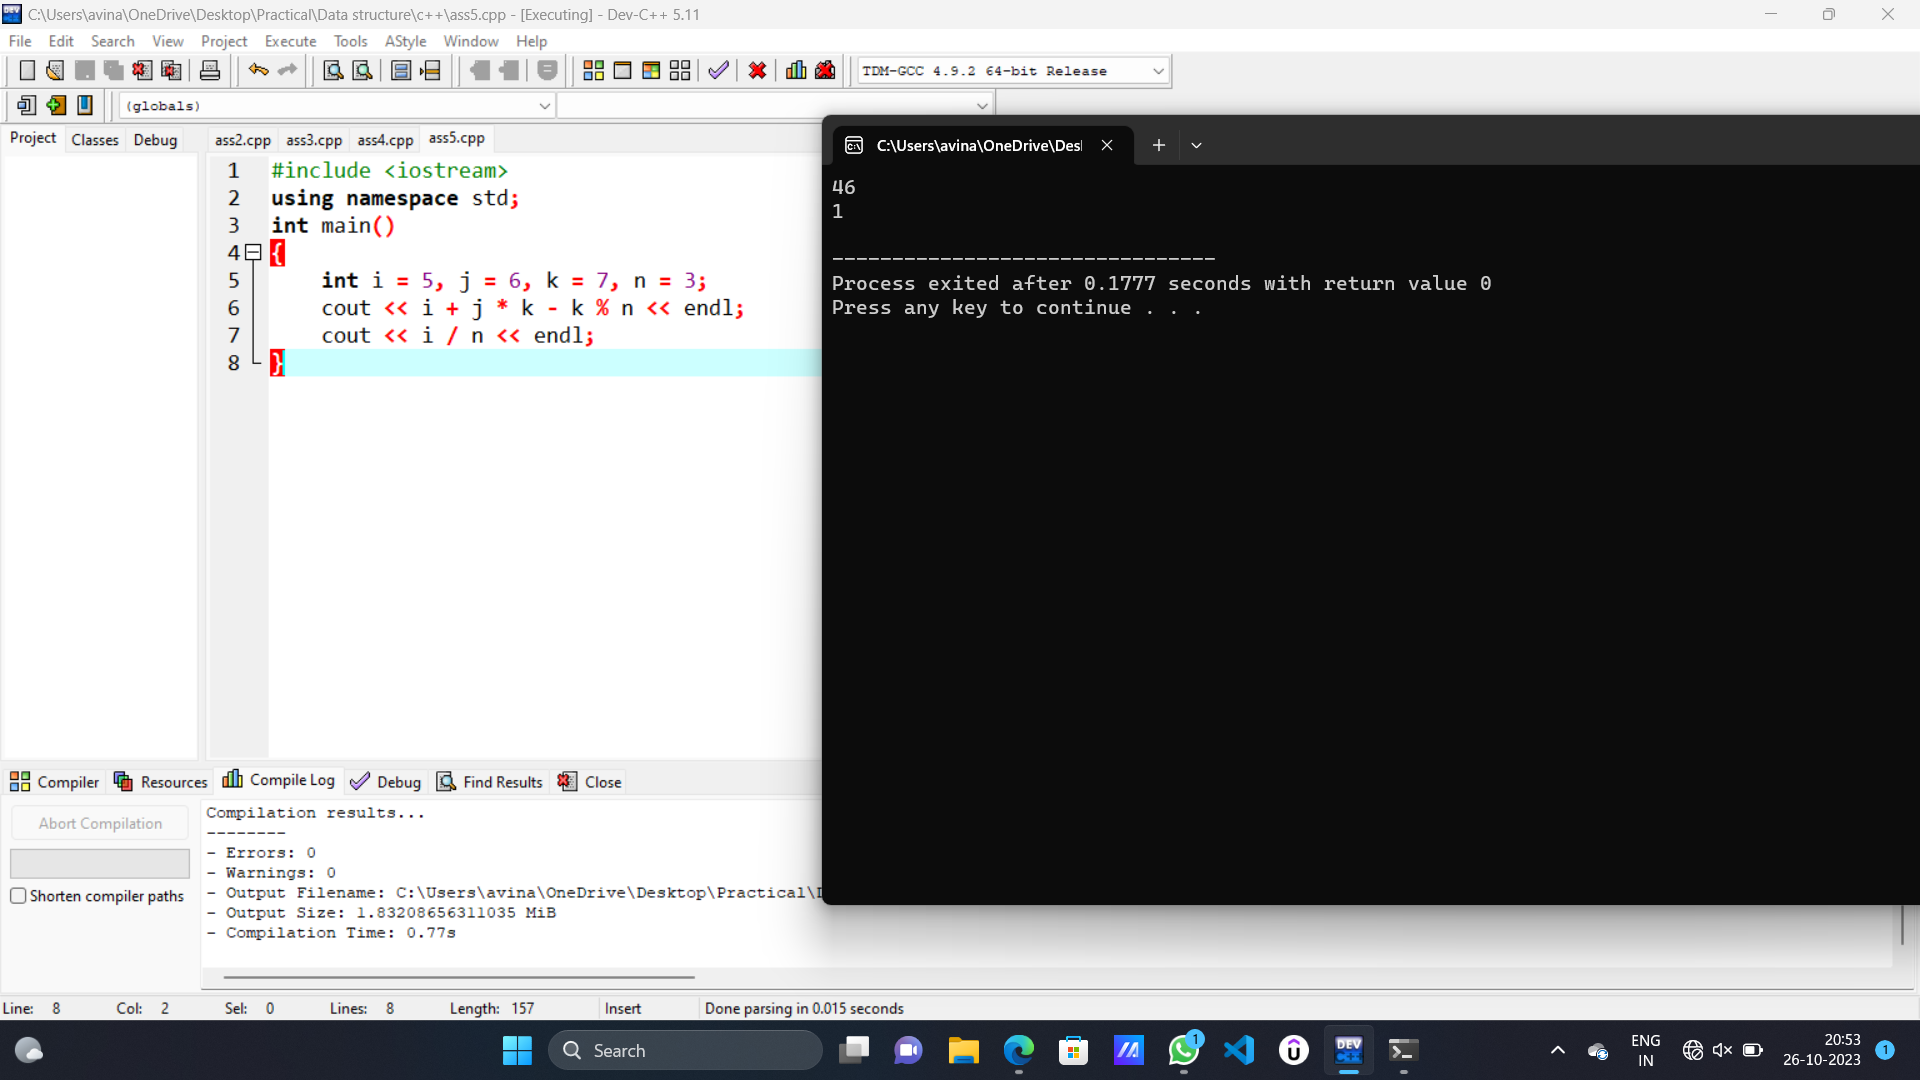 C:\Users\avina\OneDrive\Desktop\Practical\Data structure\c++\ass5.cpp - [Executing] - Dev-C++ 5.11
File Edit Search View Project Execute Tools AStyle Window Help
TDM-GCC 4.9.2 64-bit Release
(globals)
Project Classes Debug
ass2.cpp ass3.cpp ass4.cpp ass5.cpp
1 #include <iostream>
2 using namespace std;
3 int main()
4 {
5 int i = 5, j = 6, k = 7, n = 3;
6 cout << i + j * k - k % n << endl;
7 cout << i / n << endl;
8 }
C:\Users\avina\OneDrive\Des
46
1
--------------------------------
Process exited after 0.1777 seconds with return value 0
Press any key to continue . . .
Compiler Resources Compile Log Debug Find Results Close
Abort Compilation
Shorten compiler paths
Compilation results...
--------
- Errors: 0
- Warnings: 0
- Output Filename: C:\Users\avina\OneDrive\Desktop\Practical\
- Output Size: 1.83208656311035 MiB
- Compilation Time: 0.77s
Line: 8 Col: 2 Sel: 0 Lines: 8 Length: 157 Insert Done parsing in 0.015 seconds
Search
1
DEV
C++
ENG
IN
20:53
26-10-2023
1